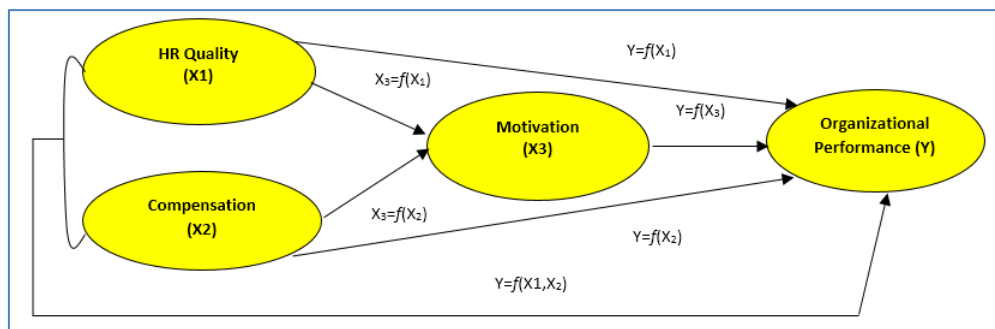 HR Quality
(X1)
Y=f(X₁)
X₃=f(X₁)
Y=f(X₃)
Motivation
(X3)
Organizational
Performance (Y)
Compensation
(X2)
X₃=f(X₂)
Y=f(X₂)
Y=f(X1,X₂)